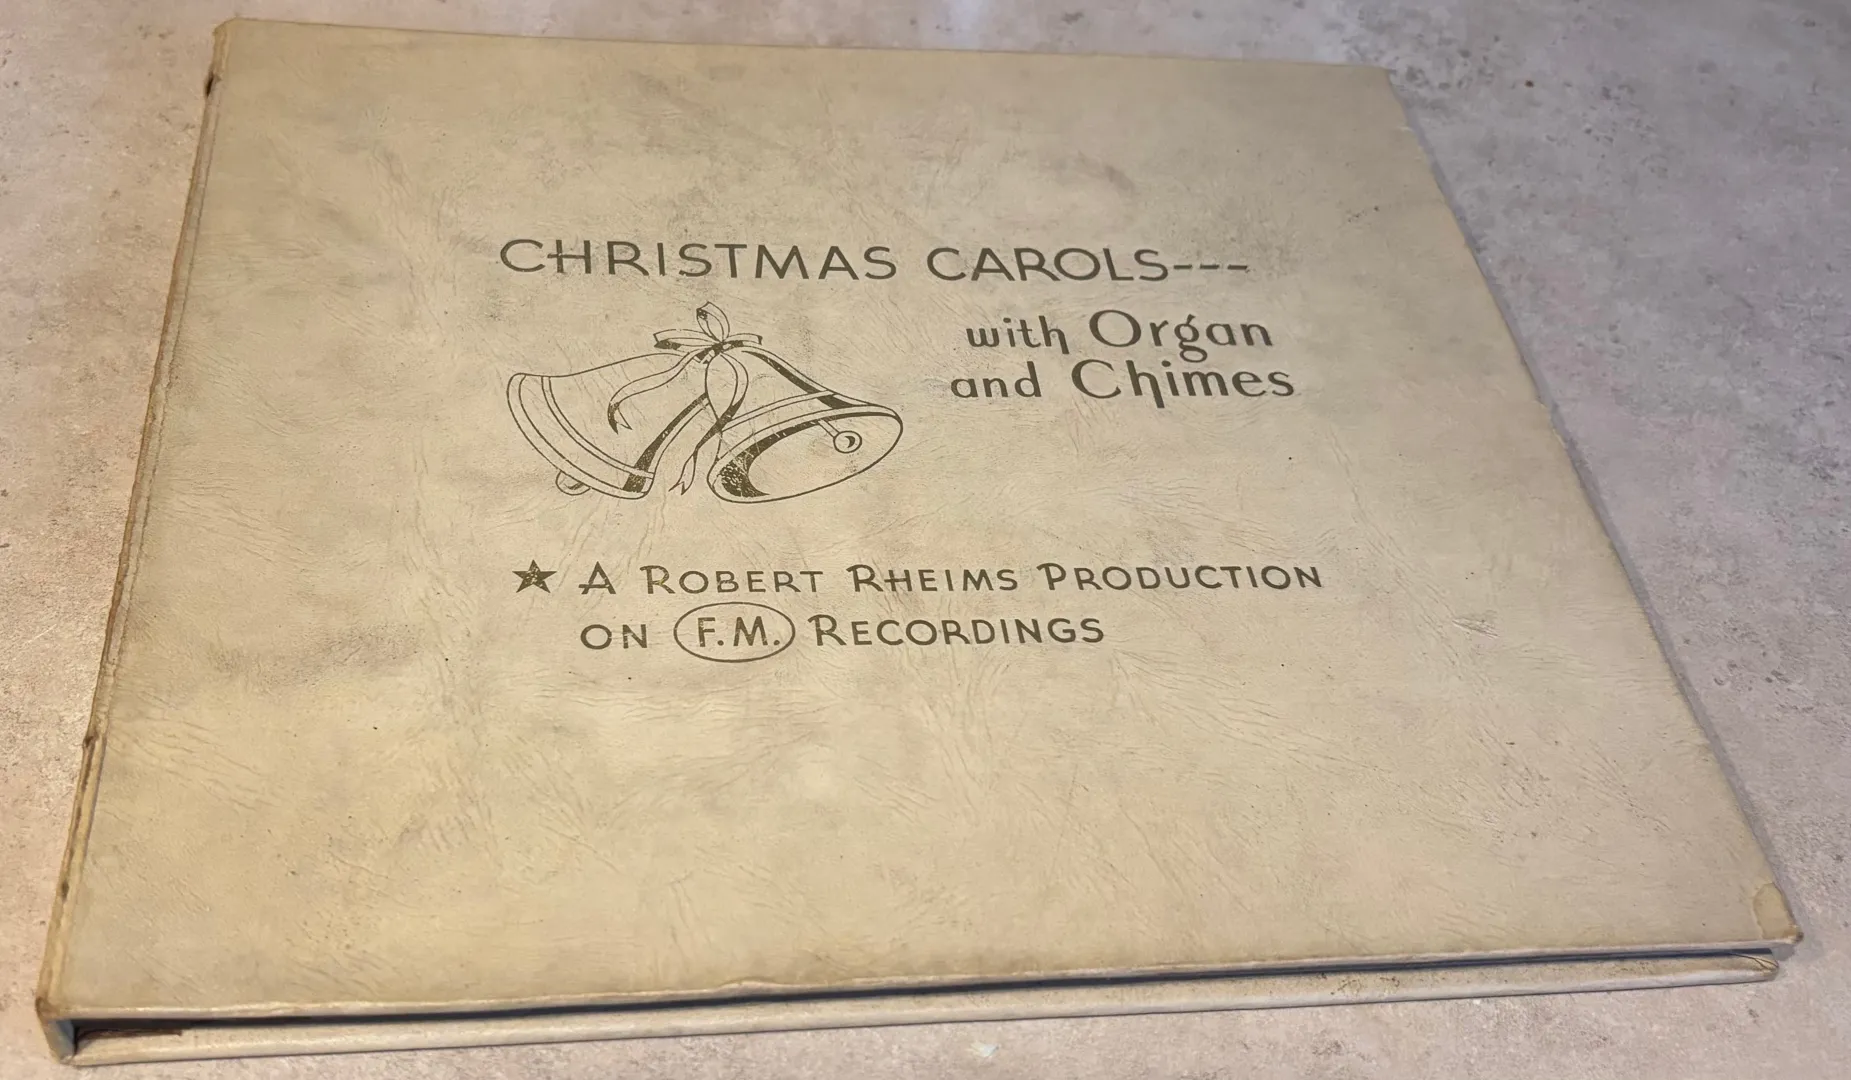 CHRISTMAS CAROLS---
with Organ
and Chimes
★ A ROBERT RHEIMS PRODUCTION
ON F.M. RECORDINGS